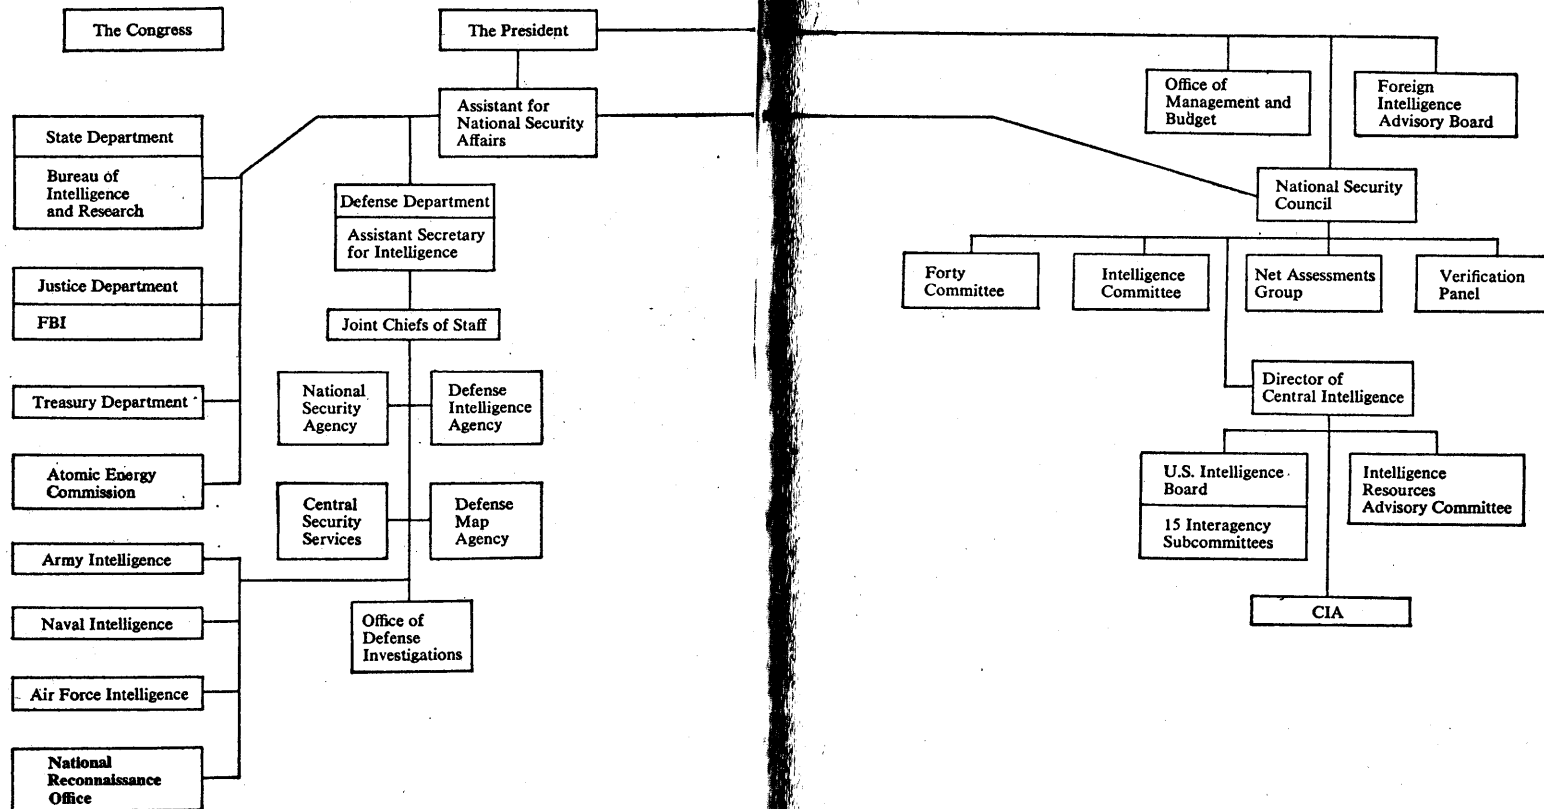 The Congress
The President
Assistant for
National Security
Affairs
State Department
Bureau of
Intelligence
and Research
Justice Department
FBI
Treasury Department
Atomic Energy
Commission
Army Intelligence
Naval Intelligence
Air Force Intelligence
National
Reconnaissance
Office
Defense Department
Assistant Secretary
for Intelligence
Joint Chiefs of Staff
National
Security
Agency
Defense
Intelligence
Agency
Central
Security
Services
Defense
Map
Agency
Office of
Defense
Investigations
Office of
Management and
Budget
Foreign
Intelligence
Advisory Board
National Security
Council
Forty
Committee
Intelligence
Committee
Net Assessments
Group
Verification
Panel
Director of
Central Intelligence
U.S. Intelligence
Board
15 Interagency
Subcommittees
Intelligence
Resources
Advisory Committee
CIA